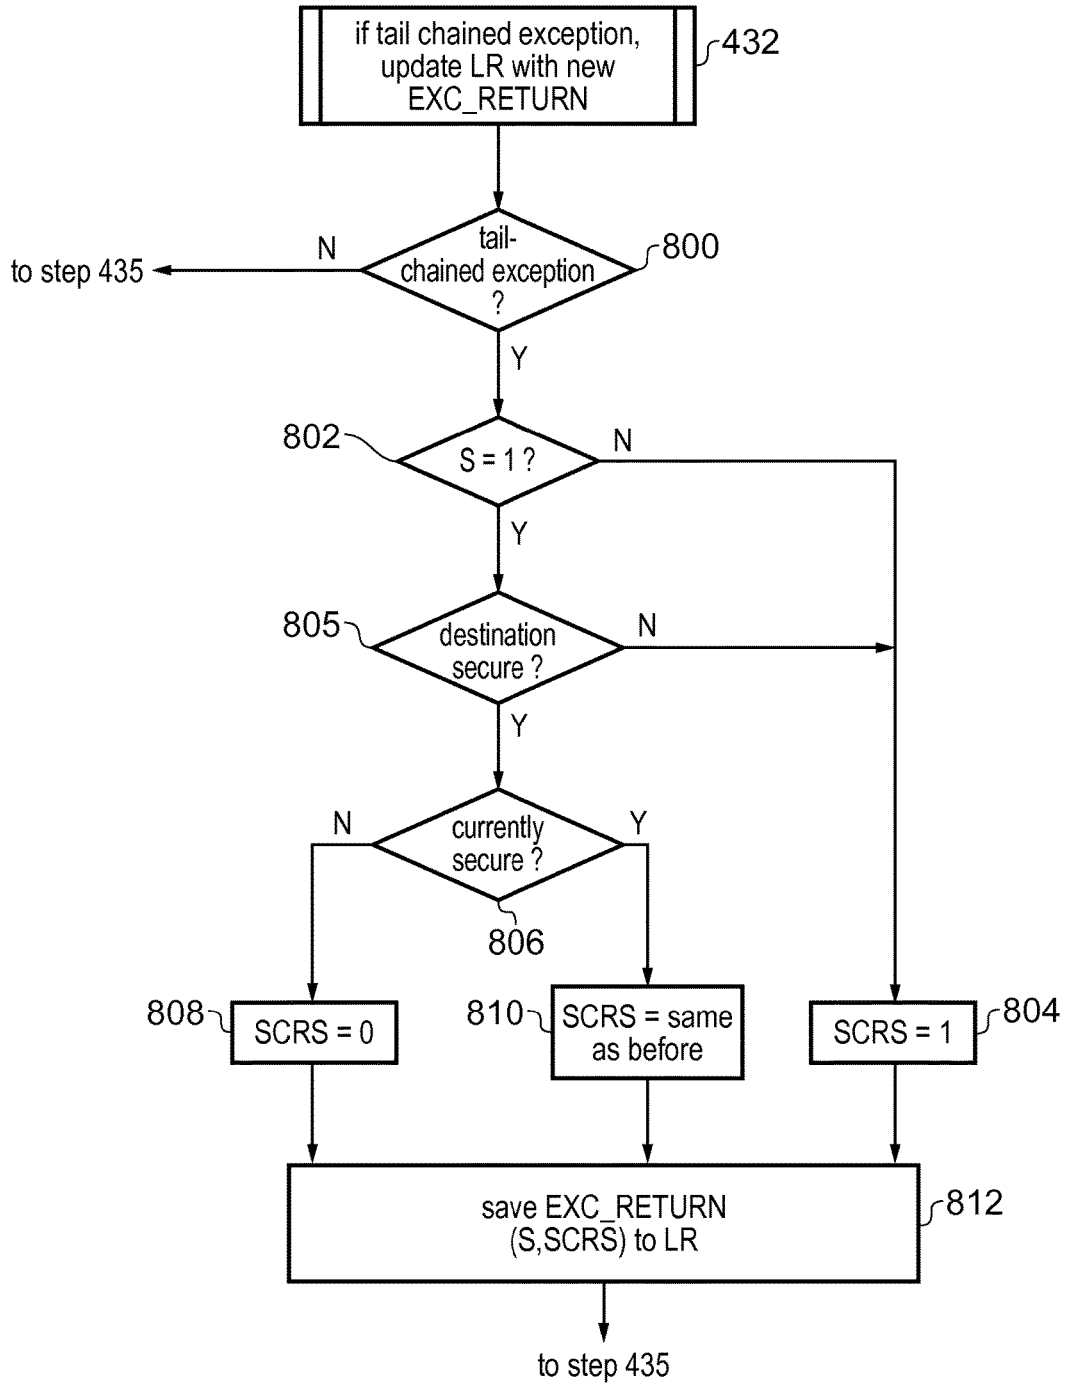 if tail chained exception,
update LR with new
EXC_RETURN
432
tail-
chained exception
?
800
N
to step 435
Y
802
S = 1 ?
N
Y
805
destination
secure ?
N
Y
N
currently
secure ?
Y
806
808
SCRS = 0
810
SCRS = same
as before
SCRS = 1
804
save EXC_RETURN
(S,SCRS) to LR
812
to step 435